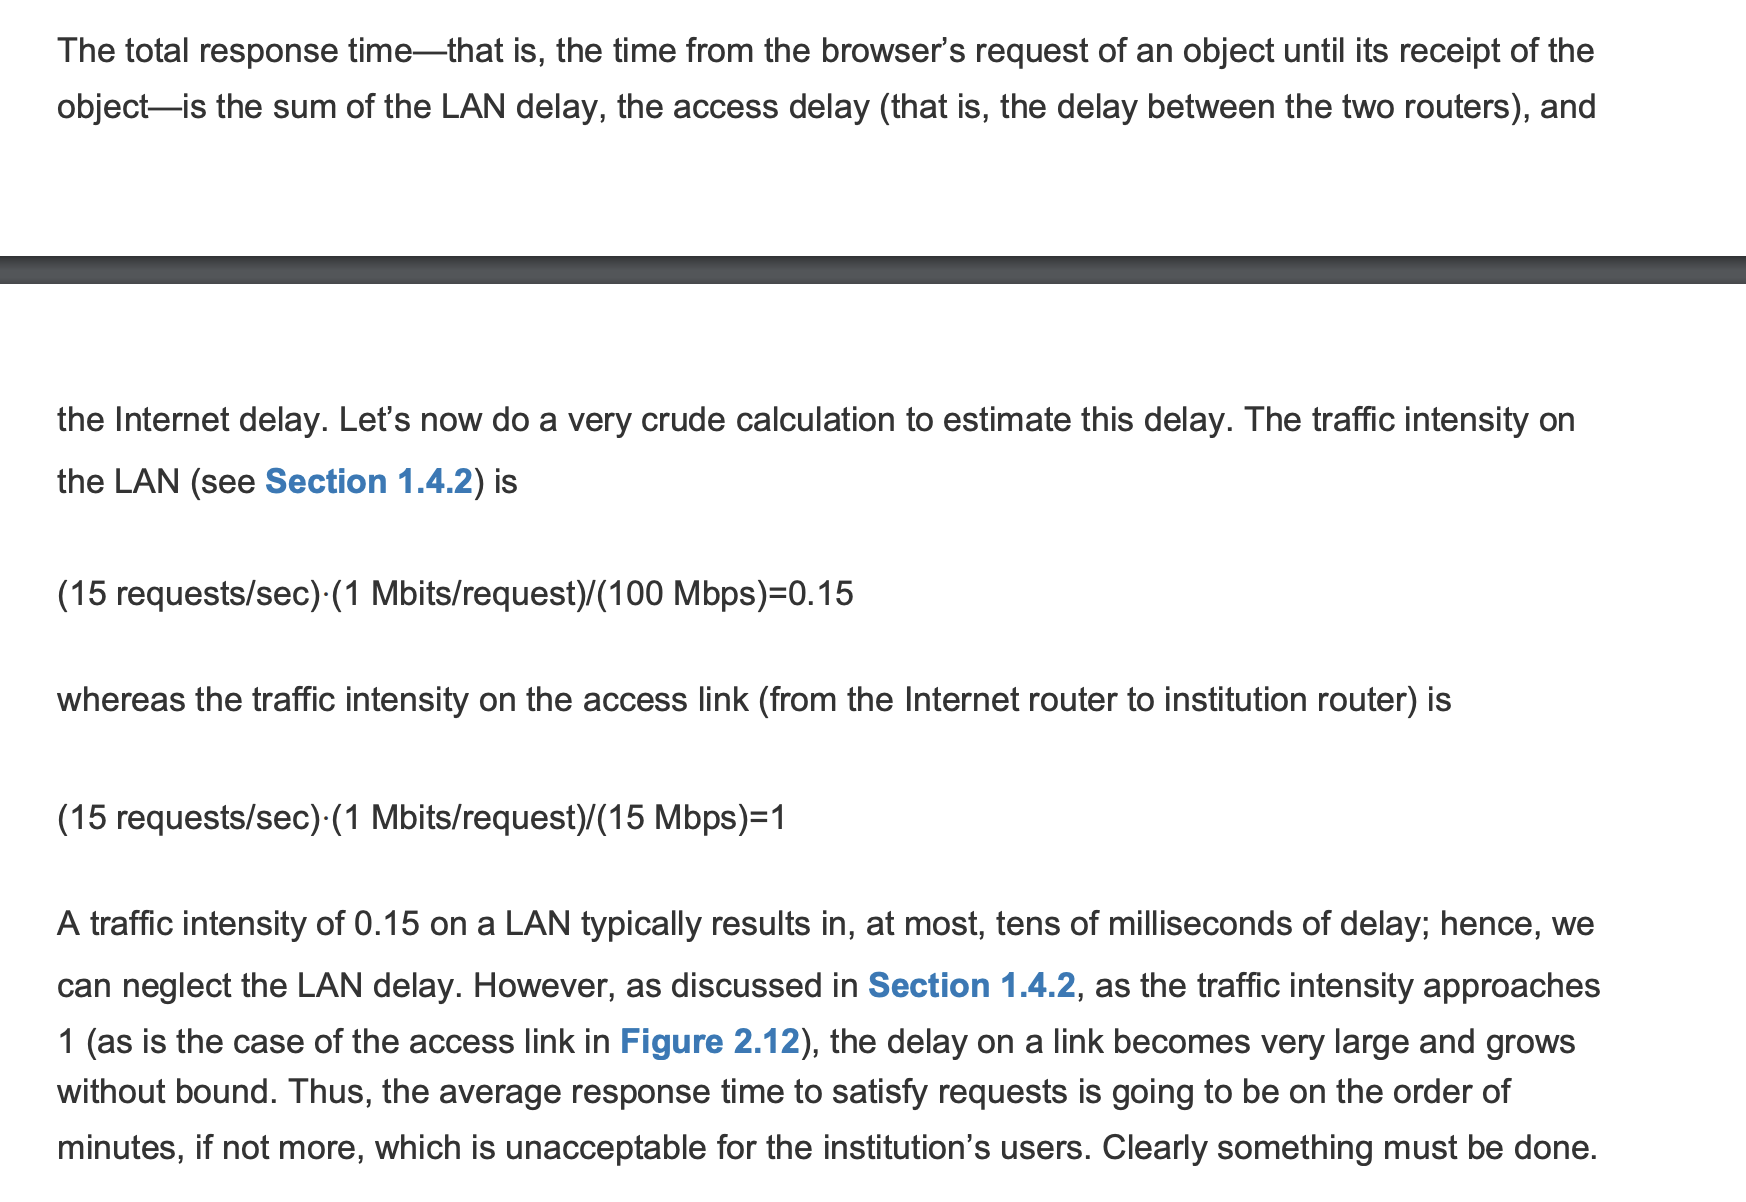 The total response time—that is, the time from the browser’s request of an object until its receipt of the
object—is the sum of the LAN delay, the access delay (that is, the delay between the two routers), and
the Internet delay. Let’s now do a very crude calculation to estimate this delay. The traffic intensity on
the LAN (see Section 1.4.2) is
(15 requests/sec)⋅(1 Mbits/request)/(100 Mbps)=0.15
whereas the traffic intensity on the access link (from the Internet router to institution router) is
(15 requests/sec)⋅(1 Mbits/request)/(15 Mbps)=1
A traffic intensity of 0.15 on a LAN typically results in, at most, tens of milliseconds of delay; hence, we
can neglect the LAN delay. However, as discussed in Section 1.4.2, as the traffic intensity approaches
1 (as is the case of the access link in Figure 2.12), the delay on a link becomes very large and grows
without bound. Thus, the average response time to satisfy requests is going to be on the order of
minutes, if not more, which is unacceptable for the institution’s users. Clearly something must be done.